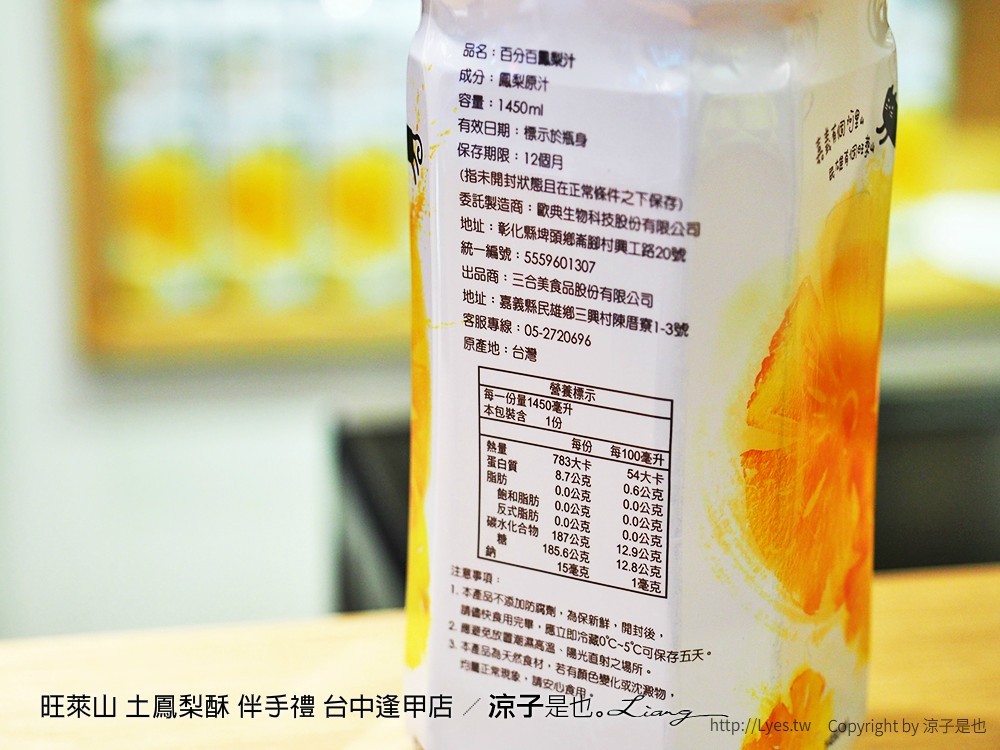 品名：百分百鳳梨汁
成分：鳳梨原汁
容量：1450ml
有效日期：標示於瓶身
保存期限：12個月
(指未開封狀態且在正常條件之下保存)
委託製造商：歐典生物科技股份有限公司
地址：彰化縣埤頭鄉崙腳村興工路20號
統一編號：5559601307
出品商：三合美食品股份有限公司
地址：嘉義縣民雄鄉三興村陳厝寮1-3號
客服專線：05-2720696
原產地：台灣
營養標示
每一份量1450毫升
本包裝含 1份
每份 每100毫升
熱量 783大卡 54大卡
蛋白質 8.7公克 0.6公克
脂肪 0.0公克 0.0公克
飽和脂肪 0.0公克 0.0公克
反式脂肪 0.0公克 0.0公克
碳水化合物 187公克 12.9公克
糖 185.6公克 12.8公克
鈉 15毫克 1毫克
注意事項：
1. 本產品不添加防腐劑，為保新鮮，開封後，
請儘快食用完畢，應立即冷藏0℃~5℃可保存五天。
2. 應避免放置潮濕高溫、陽光直射之場所。
3. 本產品為天然食材，若有顏色變化或沈澱物，
均屬正常現象，請安心食用。
嘉義有個阿里山
旺萊山 土鳳梨酥 伴手禮 台中逢甲店 ／ 涼子是也。Liang
http://Lyes.tw Copyright by 涼子是也